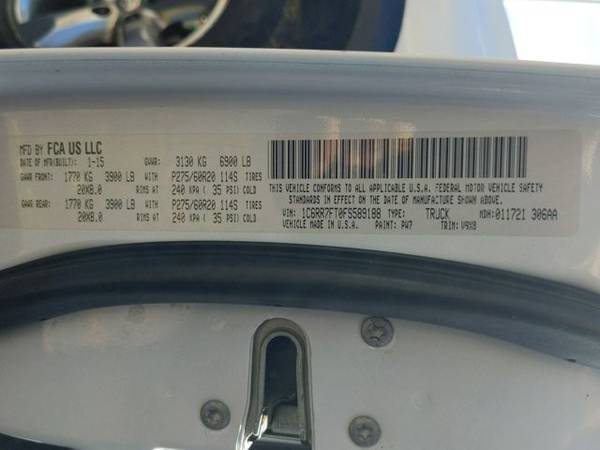 MFD BY FCA US LLC
DATE OF MFR(BUILT): 1-15 GVWR: 3130 KG 6900 LB
GAWR FRONT: 1770 KG 3900 LB WITH P275/60R20 114S TIRES
20X8.0 RIMS AT 240 KPA ( 35 PSI) COLD
GAWR REAR: 1770 KG 3900 LB WITH P275/60R20 114S TIRES
20X8.0 RIMS AT 240 KPA ( 35 PSI) COLD
THIS VEHICLE CONFORMS TO ALL APPLICABLE U.S.A. FEDERAL MOTOR VEHICLE SAFETY
STANDARDS IN EFFECT ON THE DATE OF MANUFACTURE SHOWN ABOVE.
VIN: 1C6RR7FT0FS589188 TYPE: TRUCK MDH: 011721 306AA
VEHICLE MADE IN U.S.A. PAINT: PW7 TRIM: V9X8